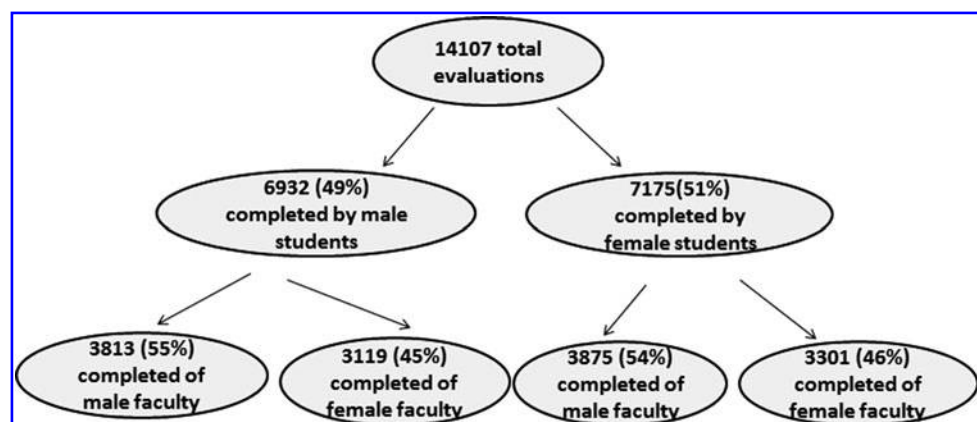 14107 total
evaluations
6932 (49%)
completed by male
students
7175(51%)
completed by
female students
3813 (55%)
completed of
male faculty
3119 (45%)
completed of
female faculty
3875 (54%)
completed of
male faculty
3301 (46%)
completed of
female faculty